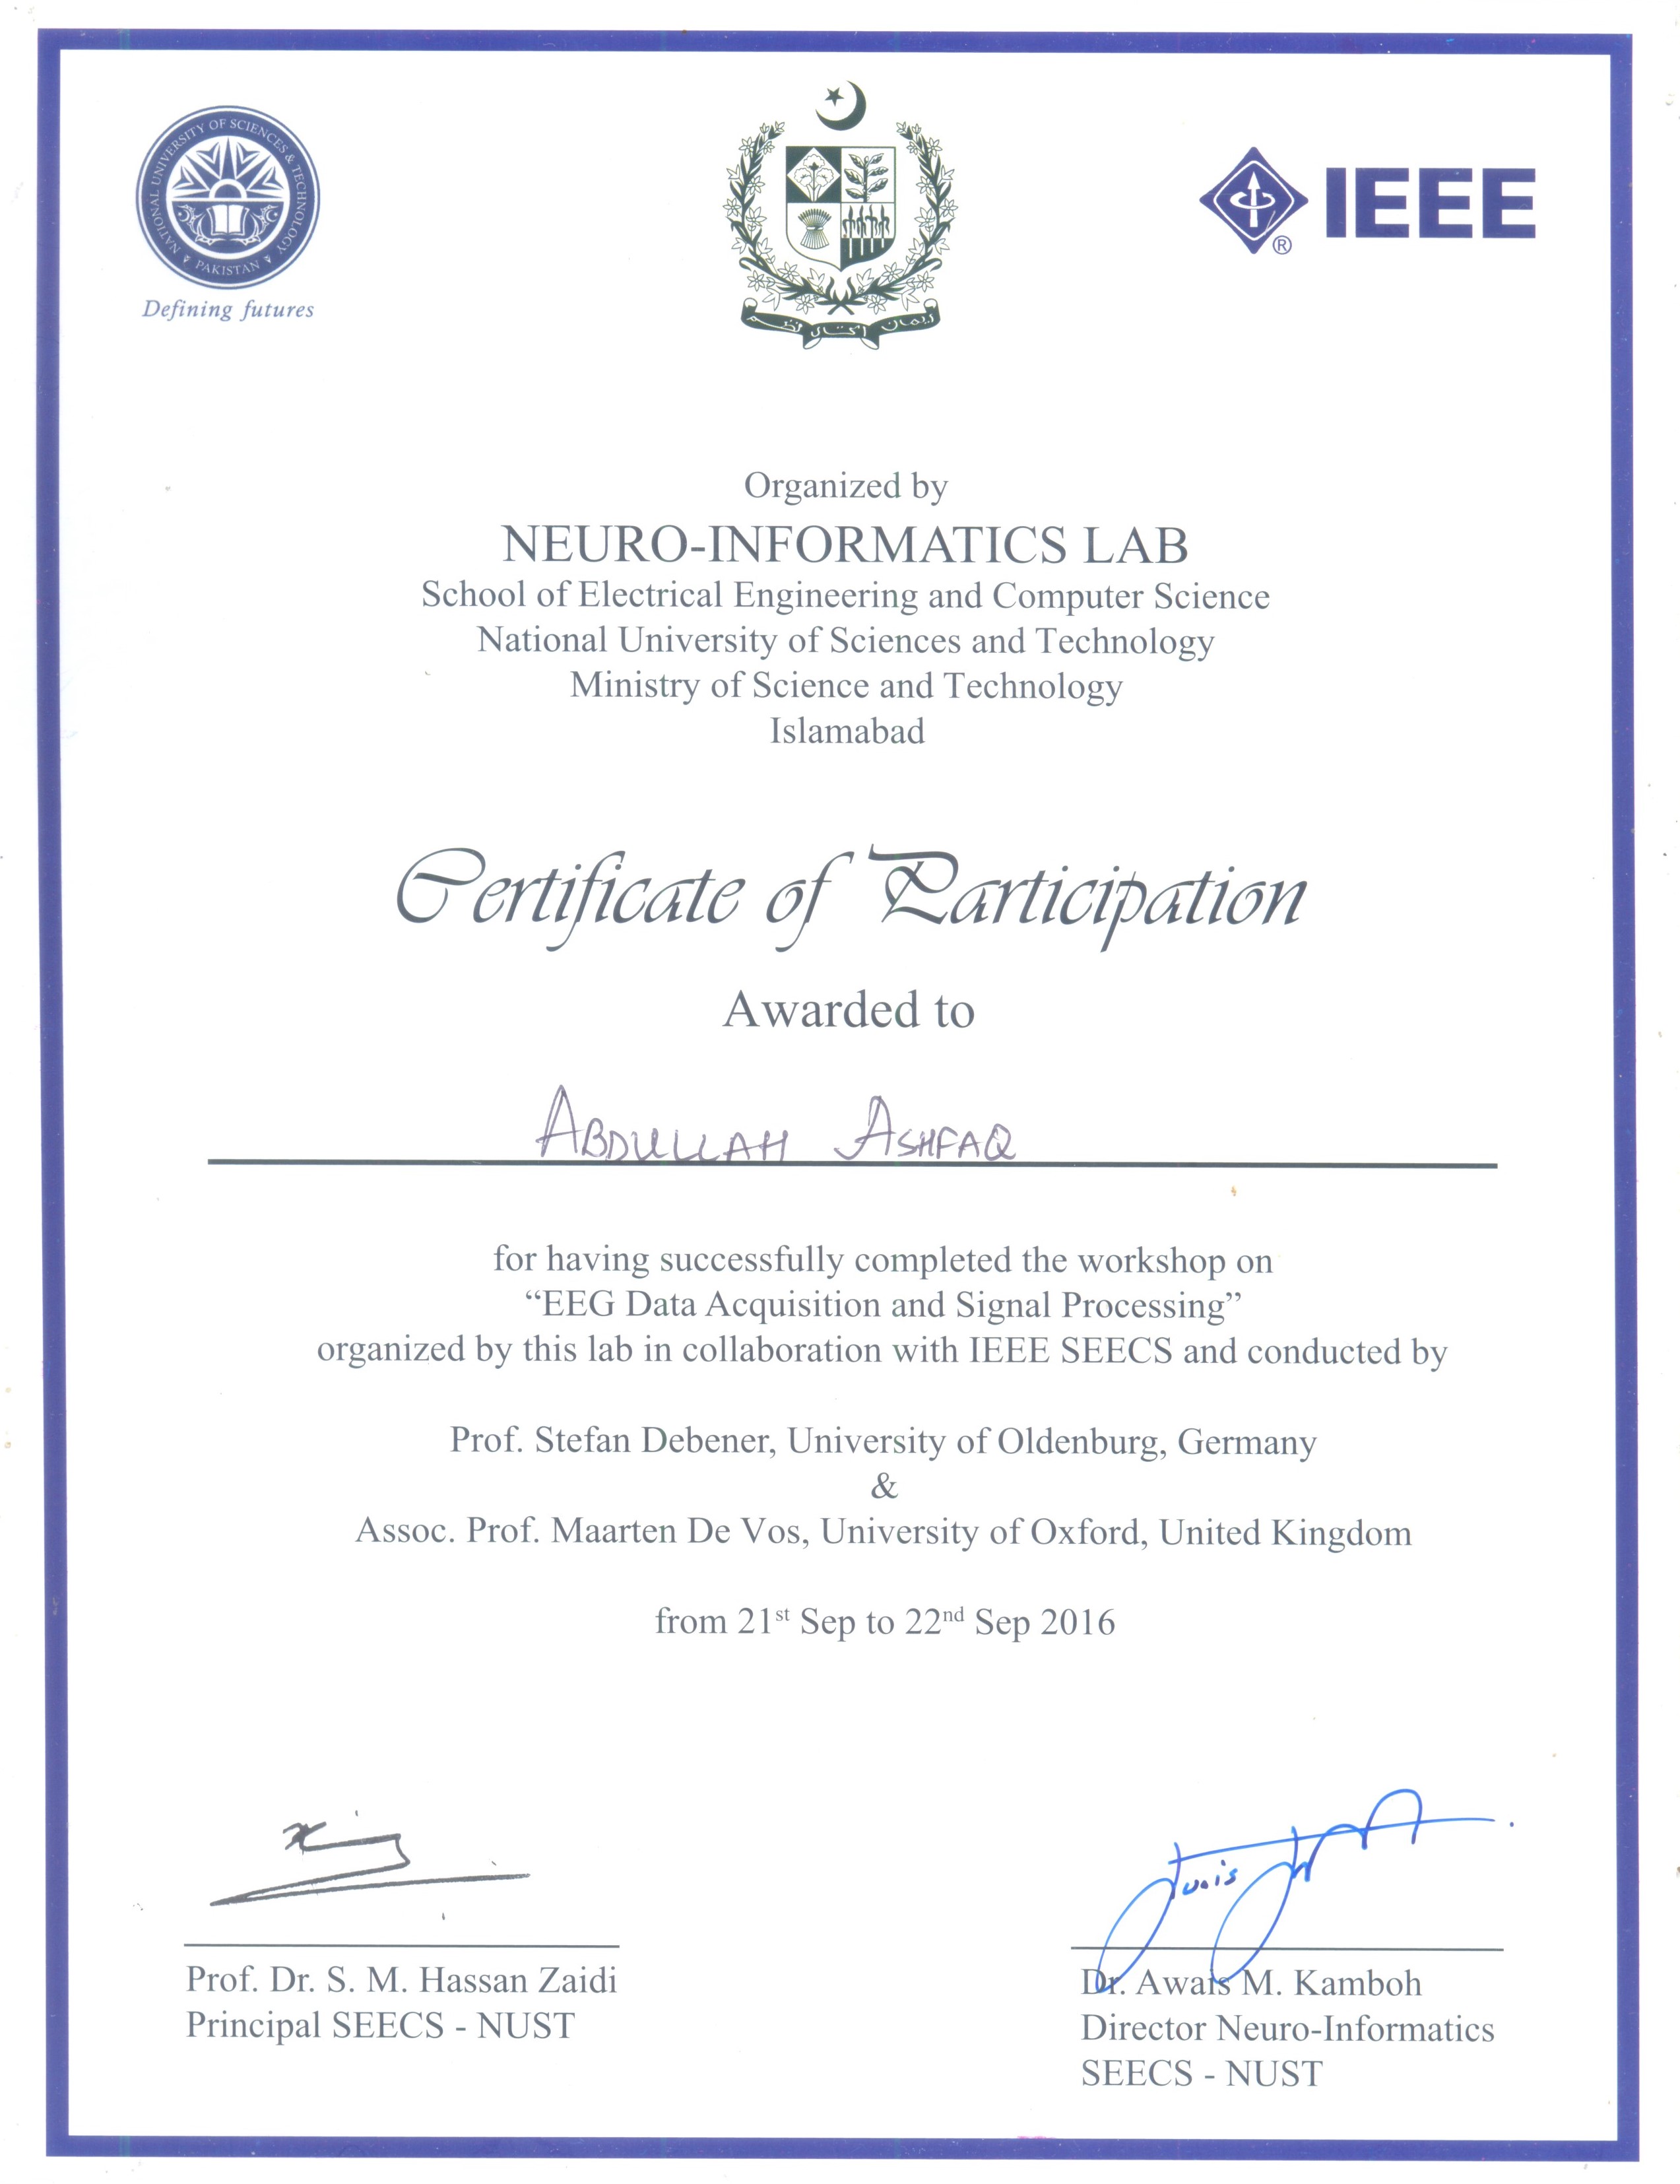 NATIONAL UNIVERSITY OF SCIENCES & TECHNOLOGY
PAKISTAN
Defining futures
ایمان اتحاد نظم
IEEE
®
Organized by
NEURO-INFORMATICS LAB
School of Electrical Engineering and Computer Science
National University of Sciences and Technology
Ministry of Science and Technology
Islamabad
Certificate of Participation
Awarded to
ABDULLAH ASHFAQ
for having successfully completed the workshop on
“EEG Data Acquisition and Signal Processing”
organized by this lab in collaboration with IEEE SEECS and conducted by
Prof. Stefan Debener, University of Oldenburg, Germany
&
Assoc. Prof. Maarten De Vos, University of Oxford, United Kingdom
from 21st Sep to 22nd Sep 2016
Prof. Dr. S. M. Hassan Zaidi
Principal SEECS - NUST
Dr. Awais M. Kamboh
Director Neuro-Informatics
SEECS - NUST